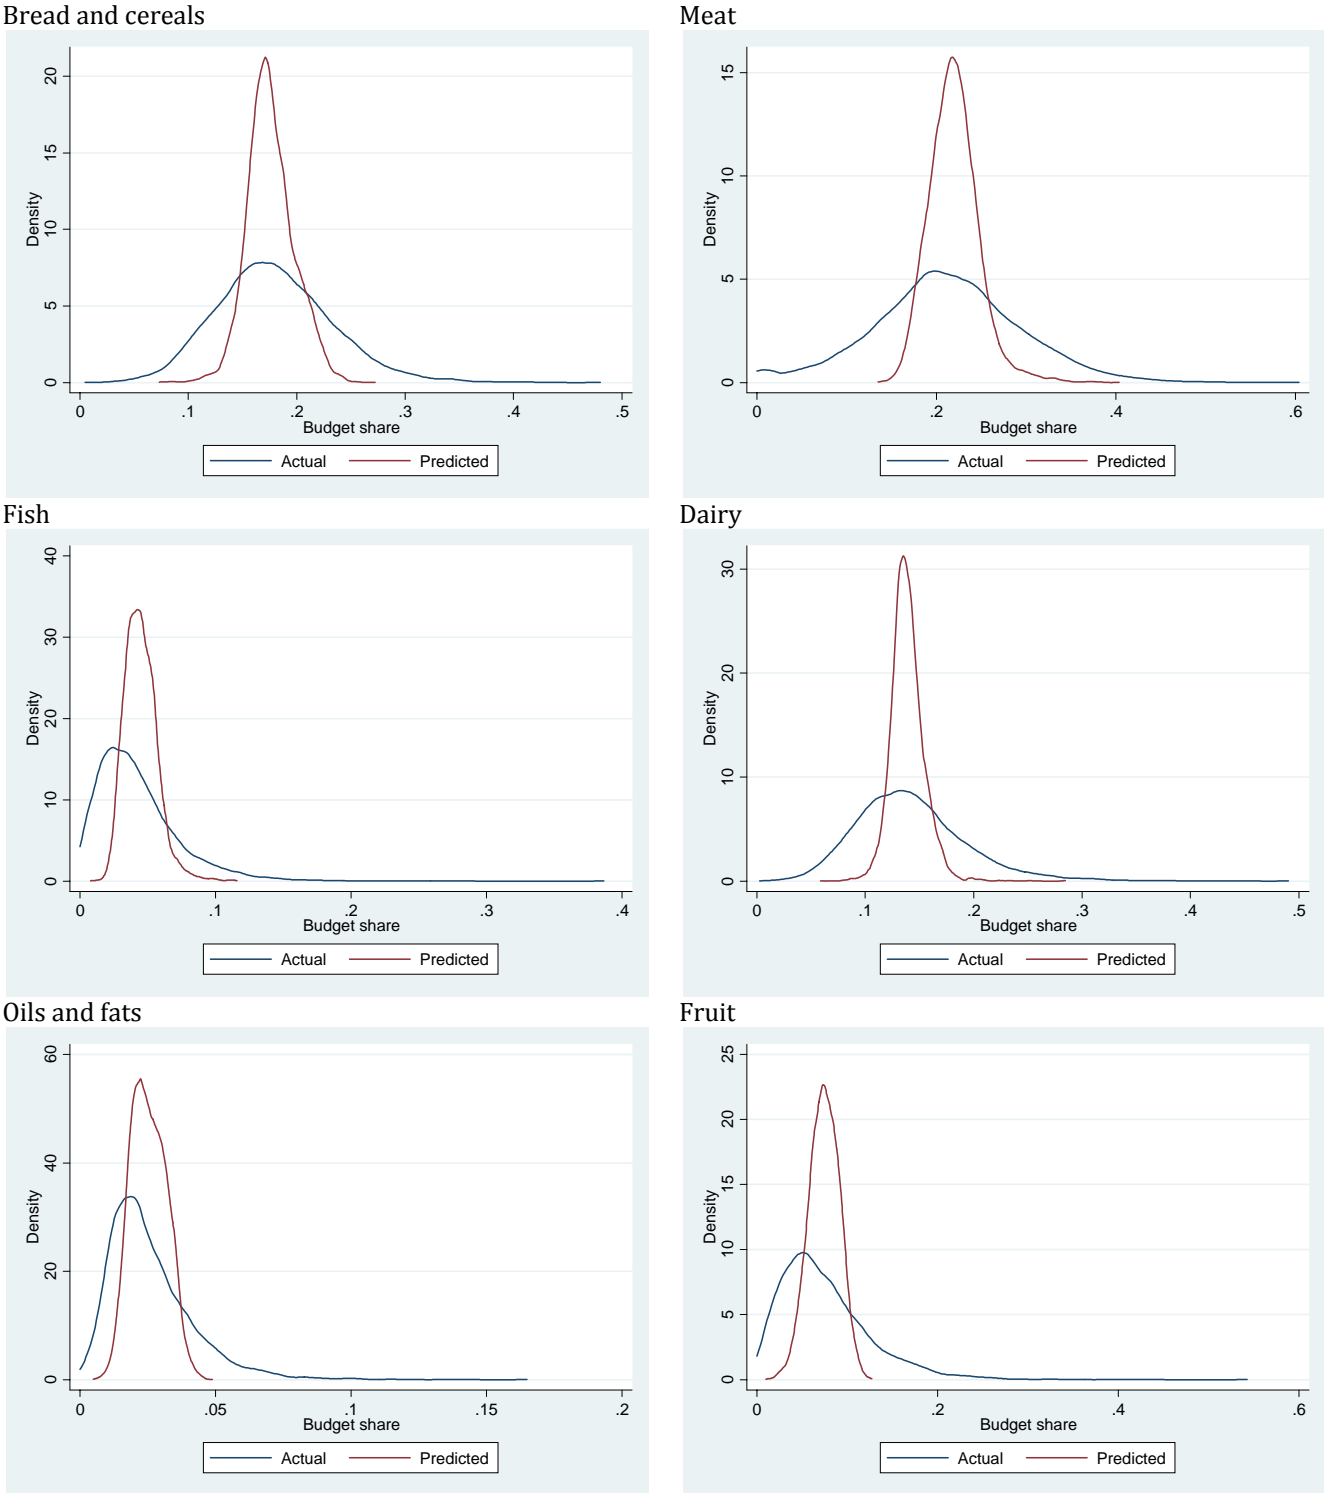 Bread and cereals
Density
0 5 10 15 20
0 .1 .2 .3 .4 .5
Budget share
Actual Predicted
Meat
Density
0 5 10 15
0 .2 .4 .6
Budget share
Actual Predicted
Fish
Density
0 10 20 30 40
0 .1 .2 .3 .4
Budget share
Actual Predicted
Dairy
Density
0 10 20 30
0 .1 .2 .3 .4 .5
Budget share
Actual Predicted
Oils and fats
Density
0 20 40 60
0 .05 .1 .15 .2
Budget share
Actual Predicted
Fruit
Density
0 5 10 15 20 25
0 .2 .4 .6
Budget share
Actual Predicted